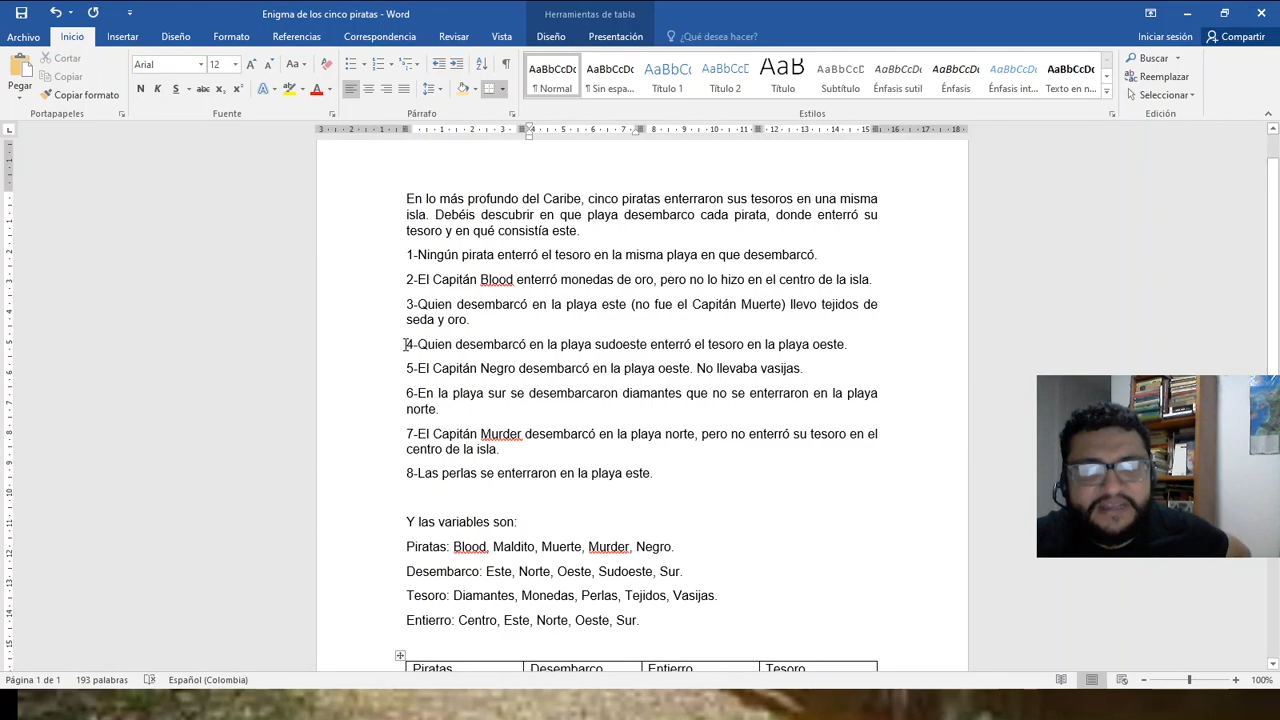 Enigma de los cinco piratas - Word
Herramientas de tabla
Archivo Inicio Insertar Diseño Formato Referencias Correspondencia Revisar Vista Diseño Presentación ¿Qué desea hacer? Iniciar sesión Compartir
Pegar
Cortar
Copiar
Copiar formato
Portapapeles
Arial 12
N K S abc x₂ x²
Fuente
Párrafo
AaBbCcDc AaBbCcDc AaBbCc AaBbCcD AaB AaBbCcD AaBbCcDa AaBbCcDa AaBbCcDa AaBbCcDc
¶ Normal ¶ Sin espa... Título 1 Título 2 Título Subtítulo Énfasis sutil Énfasis Énfasis int... Texto en n...
Estilos
Buscar
Reemplazar
Seleccionar
Edición
En lo más profundo del Caribe, cinco piratas enterraron sus tesoros en una misma
isla. Debéis descubrir en que playa desembarco cada pirata, donde enterró su
tesoro y en qué consistía este.
1-Ningún pirata enterró el tesoro en la misma playa en que desembarcó.
2-El Capitán Blood enterró monedas de oro, pero no lo hizo en el centro de la isla.
3-Quien desembarcó en la playa este (no fue el Capitán Muerte) llevo tejidos de
seda y oro.
4-Quien desembarcó en la playa sudoeste enterró el tesoro en la playa oeste.
5-El Capitán Negro desembarcó en la playa oeste. No llevaba vasijas.
6-En la playa sur se desembarcaron diamantes que no se enterraron en la playa
norte.
7-El Capitán Murder desembarcó en la playa norte, pero no enterró su tesoro en el
centro de la isla.
8-Las perlas se enterraron en la playa este.
Y las variables son:
Piratas: Blood, Maldito, Muerte, Murder, Negro.
Desembarco: Este, Norte, Oeste, Sudoeste, Sur.
Tesoro: Diamantes, Monedas, Perlas, Tejidos, Vasijas.
Entierro: Centro, Este, Norte, Oeste, Sur.
Piratas Desembarco Entierro Tesoro
Página 1 de 1 193 palabras Español (Colombia) 100%